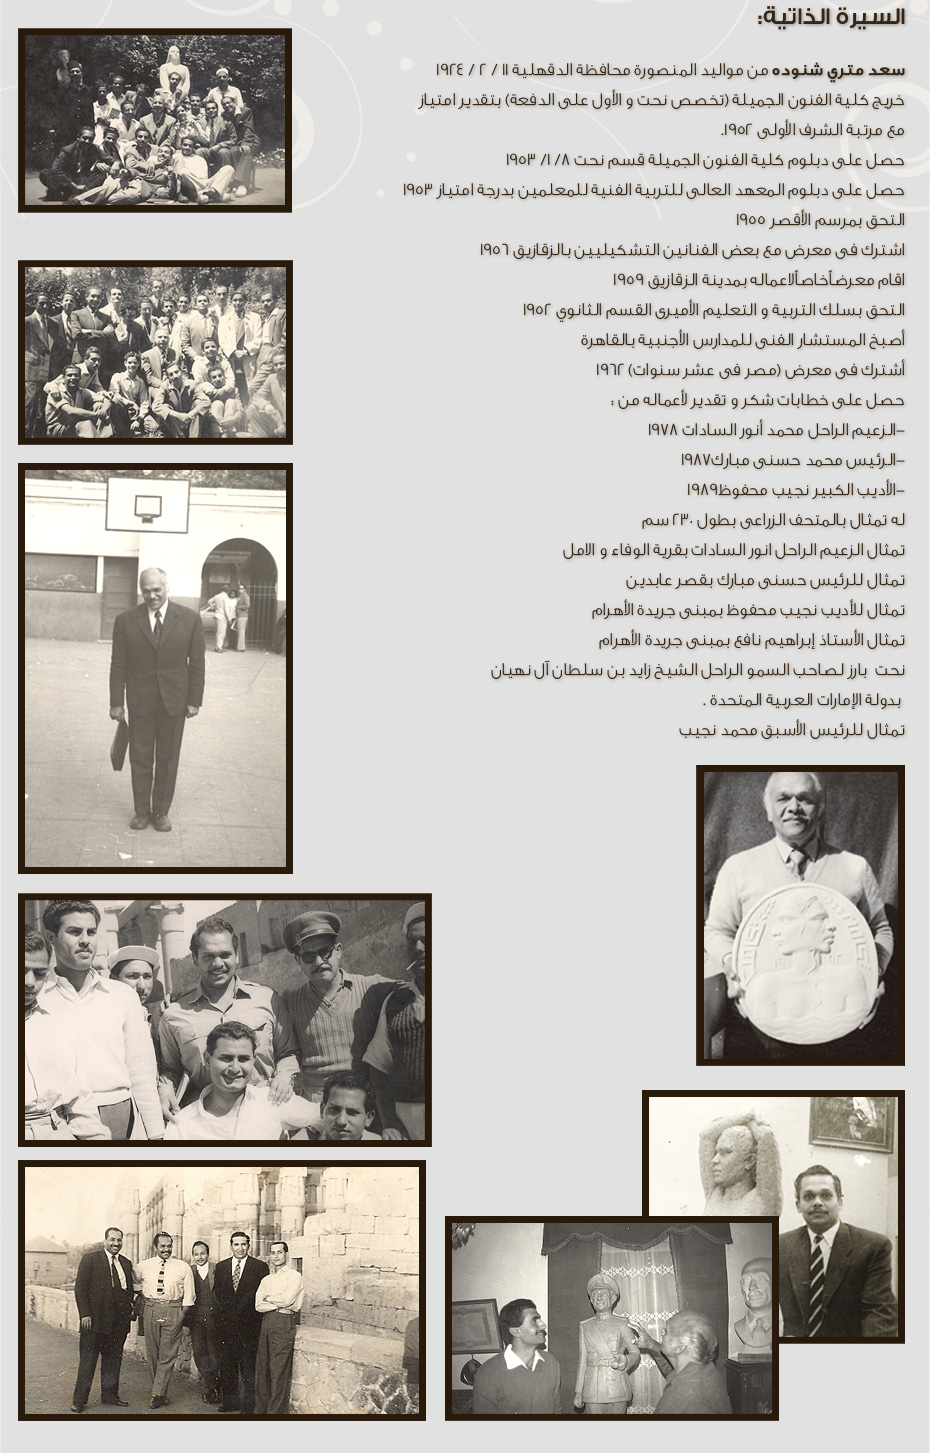 السيرة الذاتية:
سعد متري شنوده من مواليد المنصورة محافظة الدقهلية ١١ / ٢ / ١٩٢٤
خريج كلية الفنون الجميلة (تخصص نحت و الأول على الدفعة) بتقدير امتياز
مع مرتبة الشرف الأولى ١٩٥٢.
حصل على دبلوم كلية الفنون الجميلة قسم نحت ٨/ ١/ ١٩٥٣
حصل على دبلوم المعهد العالى للتربية الفنية للمعلمين بدرجة امتياز ١٩٥٣
التحق بمرسم الأقصر ١٩٥٥
اشترك فى معرض مع بعض الفنانين التشكيليين بالزقازيق ١٩٥٦
اقام معرضاًخاصاًلاعماله بمدينة الزقازيق ١٩٥٩
التحق بسلك التربية و التعليم الأميرى القسم الثانوي ١٩٥٢
أصبخ المستشار الفنى للمدارس الأجنبية بالقاهرة
أشترك فى معرض (مصر فى عشر سنوات) ١٩٦٢
حصل على خطابات شكر و تقدير لأعماله من :
-الزعيم الراحل محمد أنور السادات ١٩٧٨
-الرئيس محمد حسنى مبارك١٩٨٧
-الأديب الكبير نجيب محفوظ١٩٨٩
له تمثال بالمتحف الزراعى بطول ٢٣٠ سم
تمثال الزعيم الراحل انور السادات بقرية الوفاء و الامل
تمثال للرئيس حسنى مبارك بقصر عابدين
تمثال للأديب نجيب محفوظ بمبنى جريدة الأهرام
تمثال الأستاذ إبراهيم نافع بمبنى جريدة الأهرام
نحت بارز لصاحب السمو الراحل الشيخ زايد بن سلطان آل نهيان
بدولة الإمارات العربية المتحدة .
تمثال للرئيس الأسبق محمد نجيب